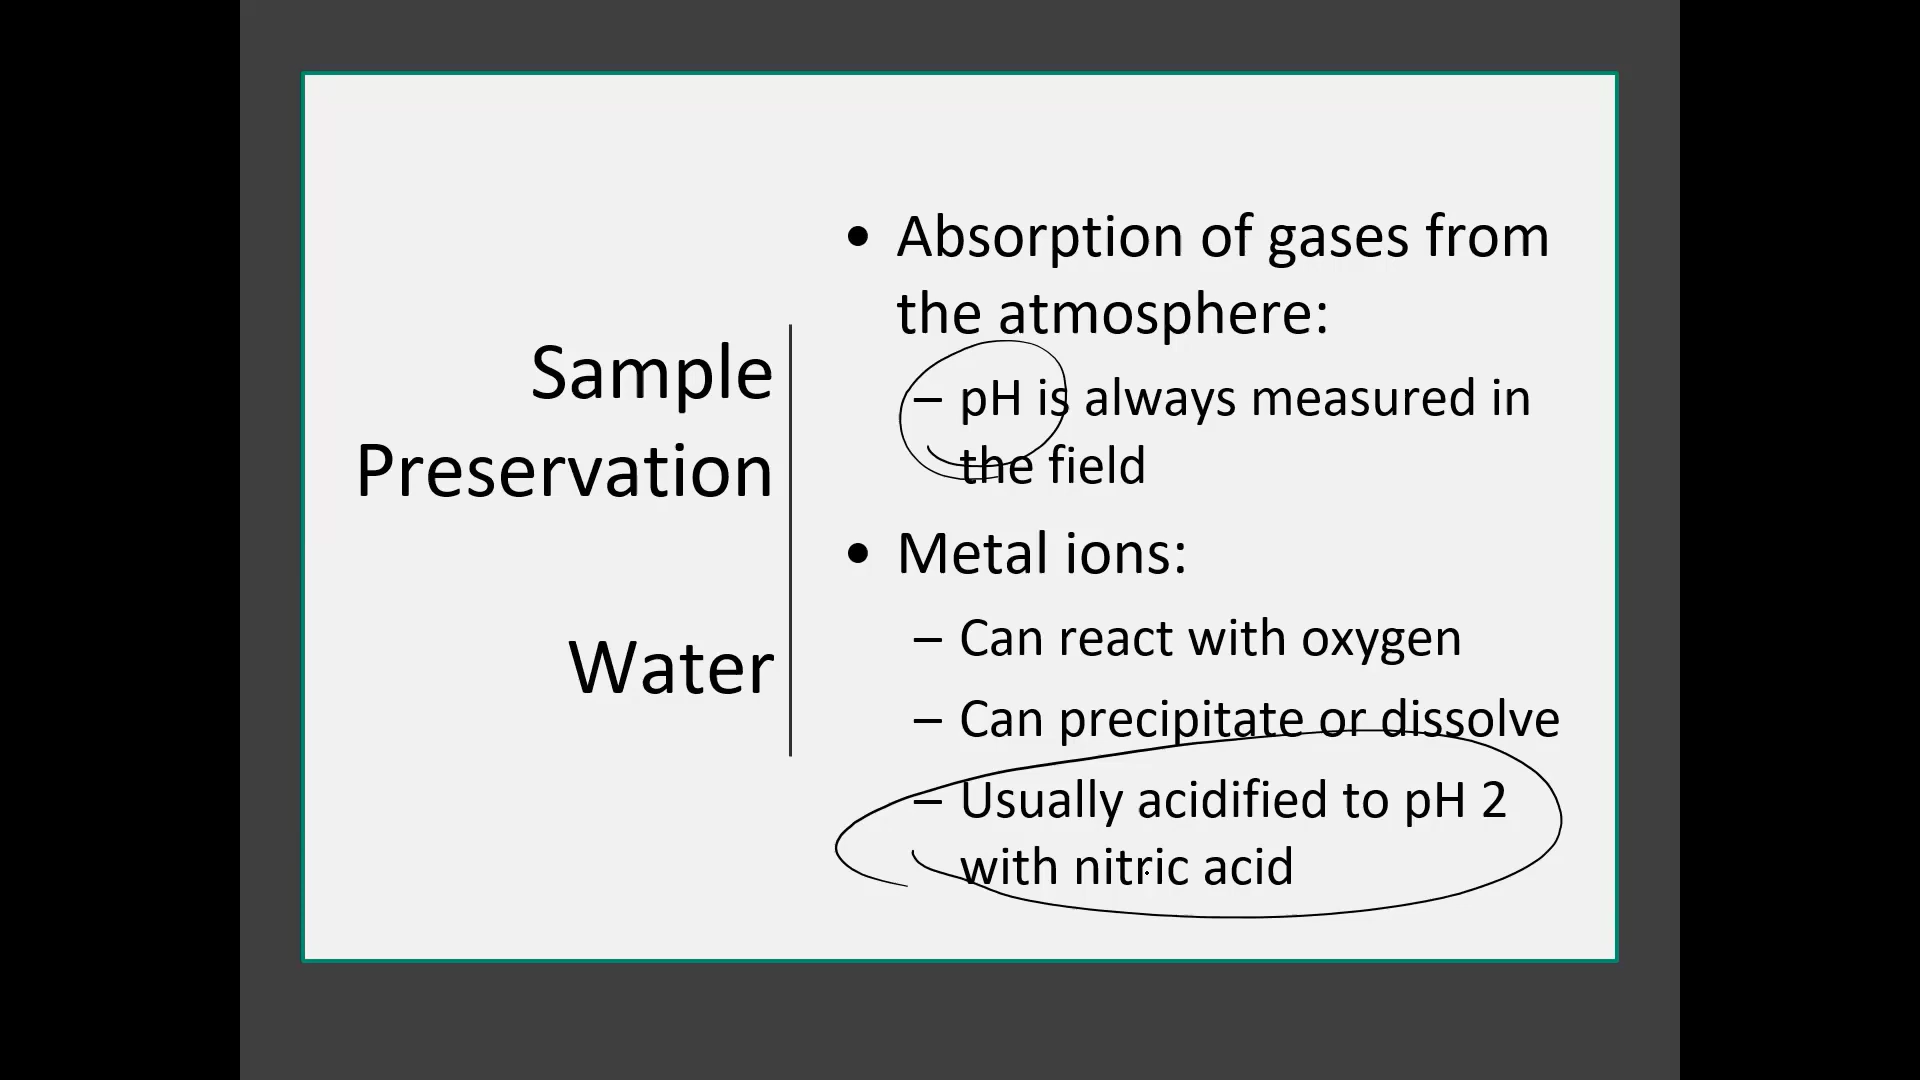 Sample
Preservation
Water
• Absorption of gases from
the atmosphere:
– pH is always measured in
the field
• Metal ions:
– Can react with oxygen
– Can precipitate or dissolve
– Usually acidified to pH 2
with nitric acid